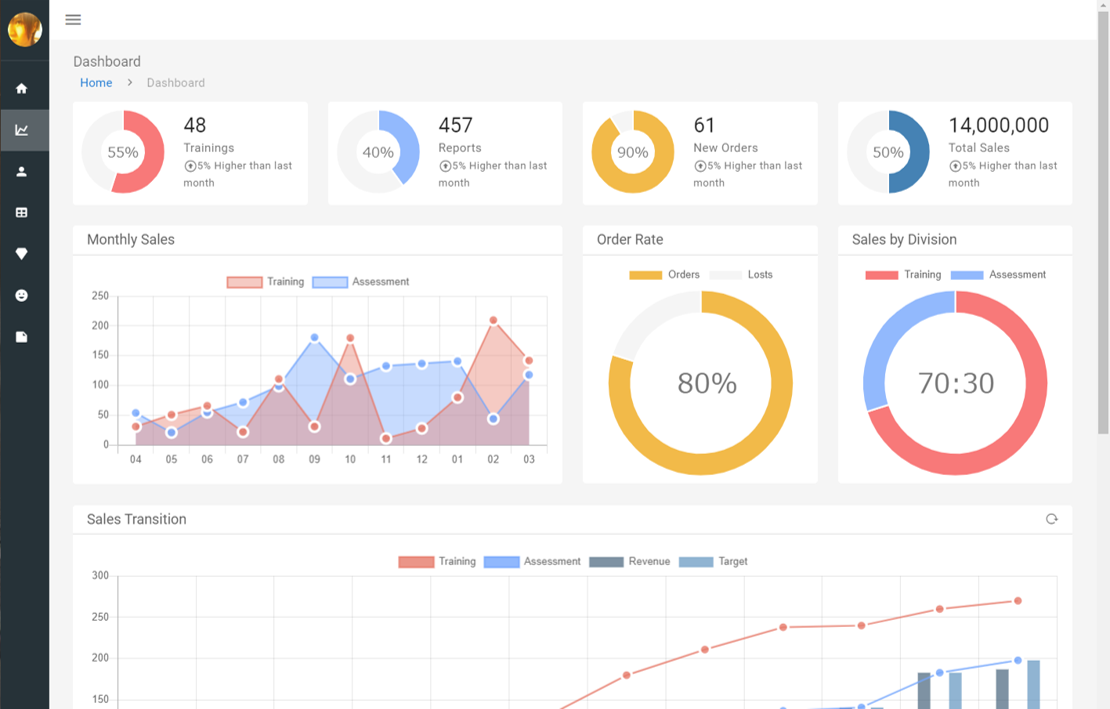 Dashboard
Home > Dashboard
55%
48
Trainings
5% Higher than last
month
40%
457
Reports
5% Higher than last
month
90%
61
New Orders
5% Higher than last
month
50%
14,000,000
Total Sales
5% Higher than last
month
Monthly Sales
Training Assessment
250
200
150
100
50
0
04 05 06 07 08 09 10 11 12 01 02 03
Order Rate
Orders Losts
80%
Sales by Division
Training Assessment
70:30
Sales Transition
Training Assessment Revenue Target
300
250
200
150